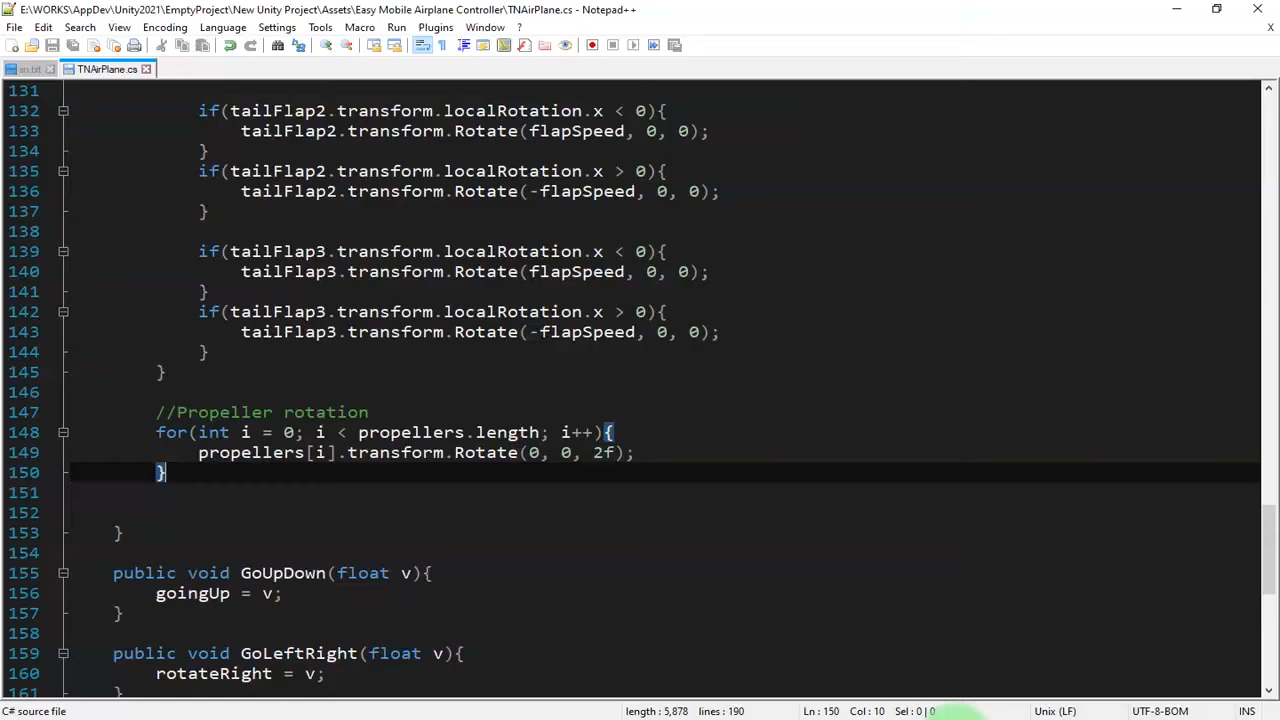 E:\WORKS\AppDev\Unity2021\EmptyProject\New Unity Project\Assets\Easy Mobile Airplane Controller\TNAirPlane.cs - Notepad++
File Edit Search View Encoding Language Settings Tools Macro Run Plugins Window ? X
TNAirPlane.cs
131
132 if(tailFlap2.transform.localRotation.x < 0){
133 tailFlap2.transform.Rotate(flapSpeed, 0, 0);
134 }
135 if(tailFlap2.transform.localRotation.x > 0){
136 tailFlap2.transform.Rotate(-flapSpeed, 0, 0);
137 }
138
139 if(tailFlap3.transform.localRotation.x < 0){
140 tailFlap3.transform.Rotate(flapSpeed, 0, 0);
141 }
142 if(tailFlap3.transform.localRotation.x > 0){
143 tailFlap3.transform.Rotate(-flapSpeed, 0, 0);
144 }
145 }
146
147 //Propeller rotation
148 for(int i = 0; i < propellers.length; i++){
149 propellers[i].transform.Rotate(0, 0, 2f);
150 }
151
152
153 }
154
155 public void GoUpDown(float v){
156 goingUp = v;
157 }
158
159 public void GoLeftRight(float v){
160 rotateRight = v;
161 }
C# source file length : 5,878 lines : 190 Ln : 150 Col : 10 Sel : 0 | 0 Unix (LF) UTF-8-BOM INS